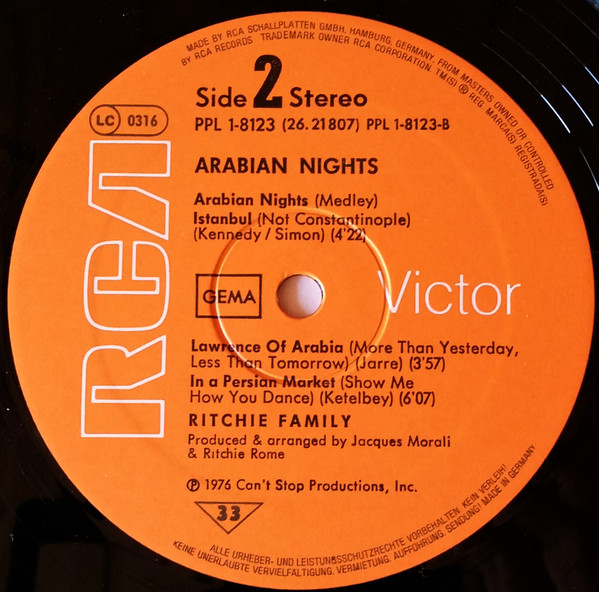 MADE BY RCA SCHALLPLATTEN GMBH, HAMBURG, GERMANY, FROM MASTERS OWNED OR CONTROLLED
BY RCA RECORDS TRADEMARK OWNER RCA CORPORATION. TM(S) ® REG. MARCA(S) REGISTRADA(S)
Side 2 Stereo
PPL 1-8123 (26.21807) PPL 1-8123-B
LC 0316
RCA
ARABIAN NIGHTS
Arabian Nights (Medley)
Istanbul (Not Constantinople)
(Kennedy / Simon) (4'22)
GEMA
Victor
Lawrence Of Arabia (More Than Yesterday,
Less Than Tomorrow) (Jarre) (3'57)
In a Persian Market (Show Me
How You Dance) (Ketelbey) (6'07)
RITCHIE FAMILY
Produced & arranged by Jacques Morali
& Ritchie Rome
℗ 1976 Can't Stop Productions, Inc.
33
ALLE URHEBER- UND LEISTUNGSSCHUTZRECHTE VORBEHALTEN. KEIN VERLEIH!
KEINE UNERLAUBTE VERVIELFÄLTIGUNG, VERMIETUNG, AUFFÜHRUNG, SENDUNG! MADE IN GERMANY